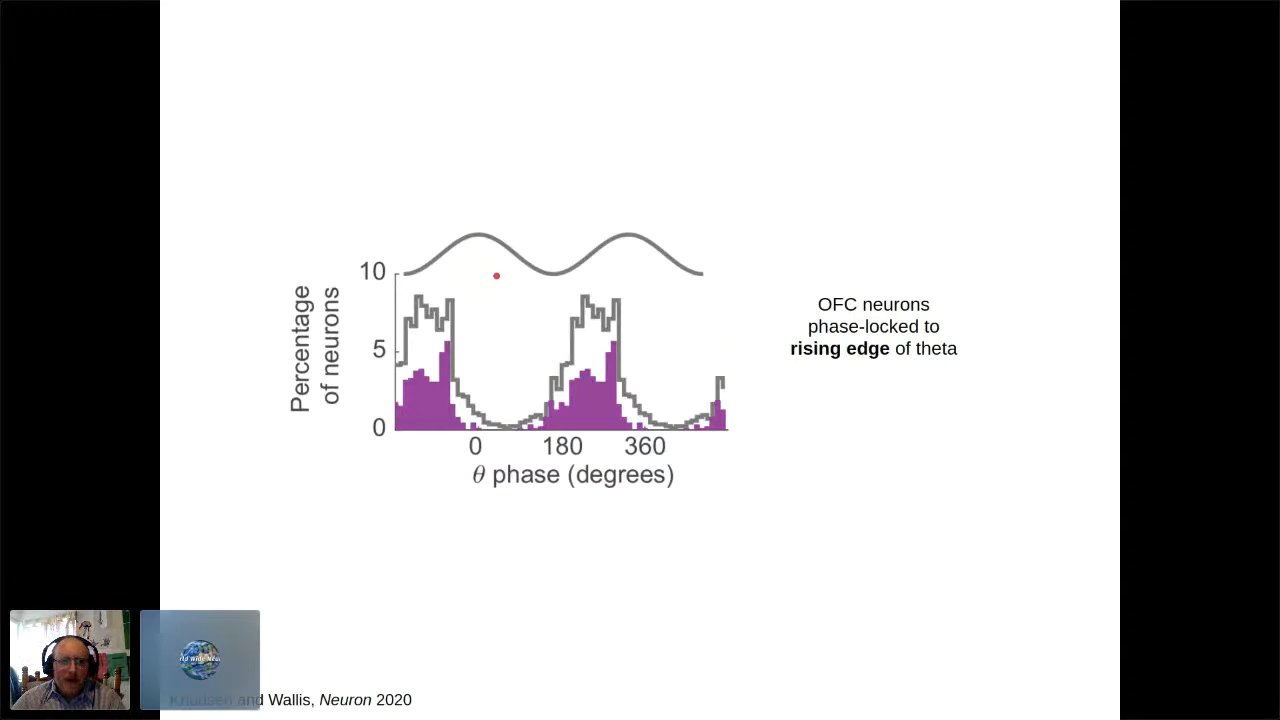 10
5
0
Percentage
of neurons
0 180 360
θ phase (degrees)
OFC neurons
phase-locked to
rising edge of theta
Knudsen and Wallis, Neuron 2020